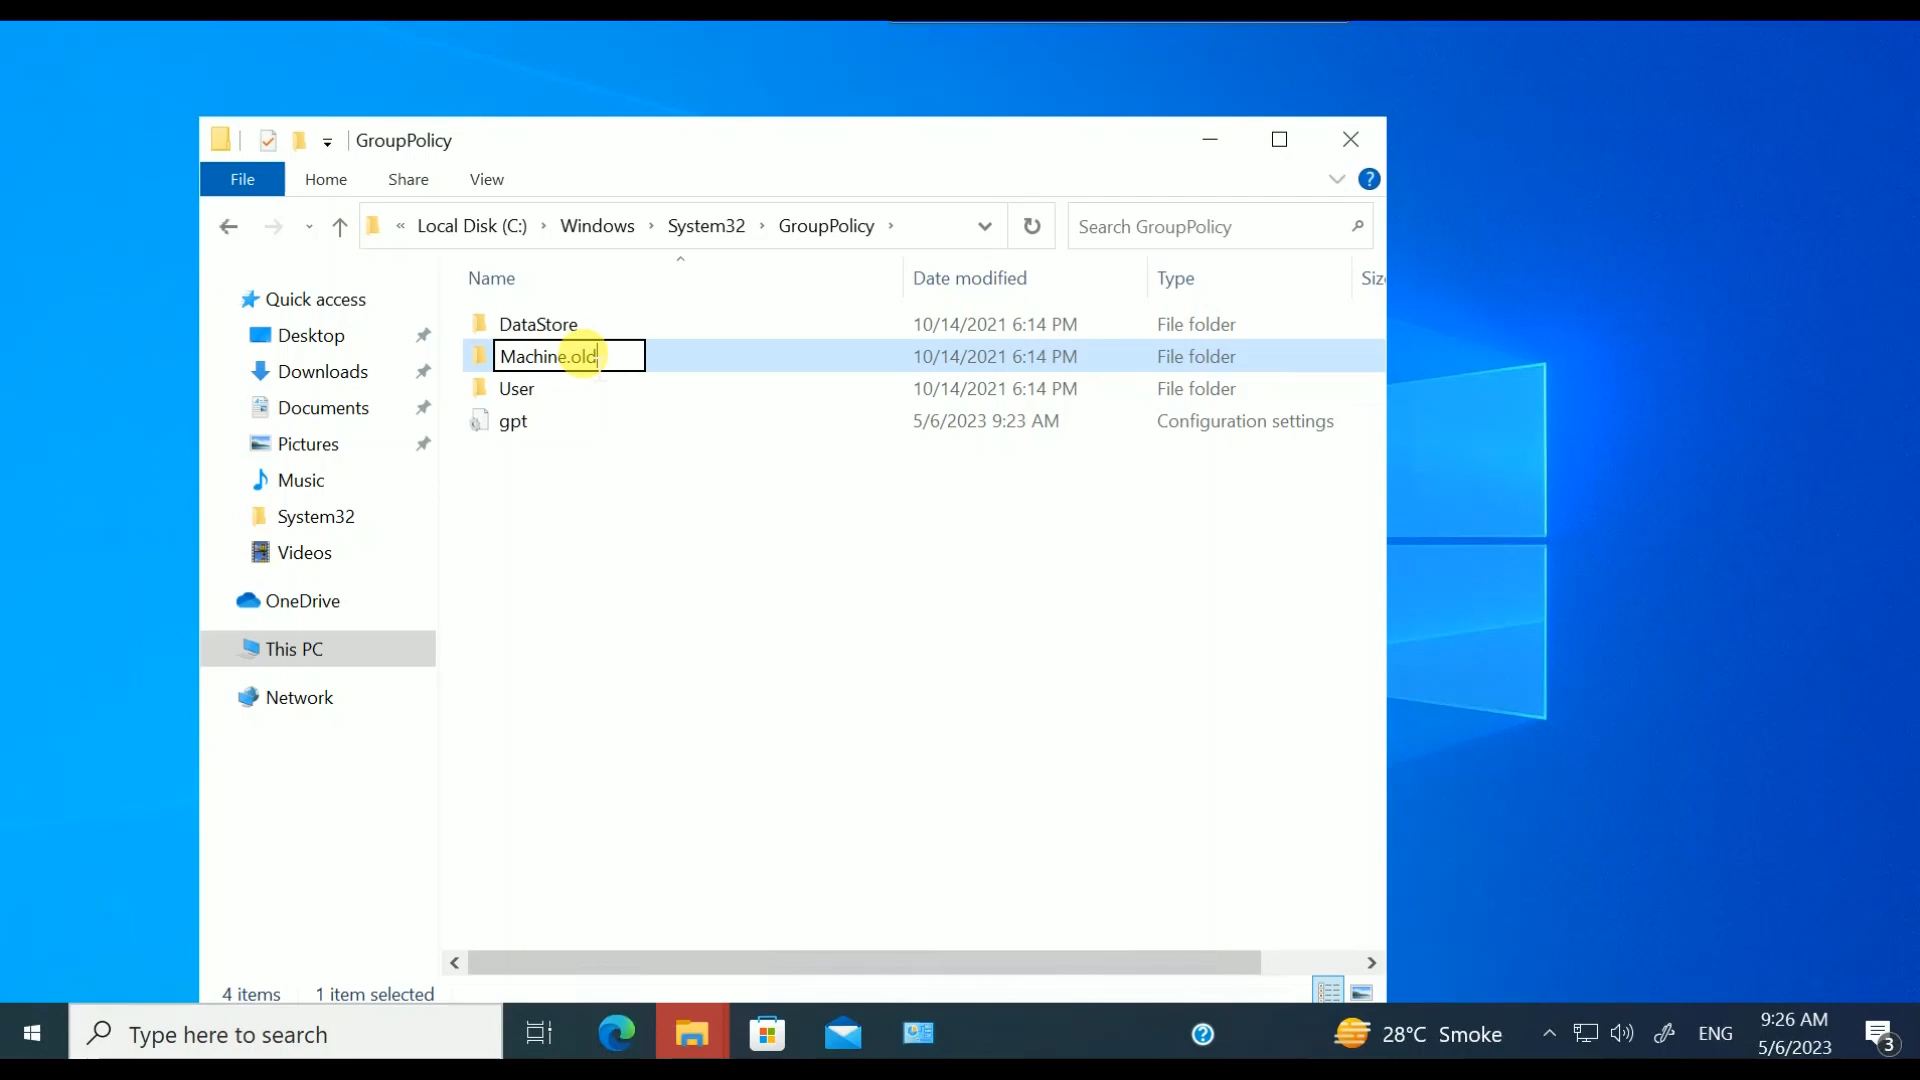 GroupPolicy
File Home Share View
« Local Disk (C:) › Windows › System32 › GroupPolicy ›
Search GroupPolicy
Name Date modified Type Siz
Quick access
Desktop
Downloads
Documents
Pictures
Music
System32
Videos
OneDrive
This PC
Network
DataStore 10/14/2021 6:14 PM File folder
Machine.old 10/14/2021 6:14 PM File folder
User 10/14/2021 6:14 PM File folder
gpt 5/6/2023 9:23 AM Configuration settings
4 items 1 item selected
Type here to search
28°C Smoke
ENG
9:26 AM
5/6/2023
3